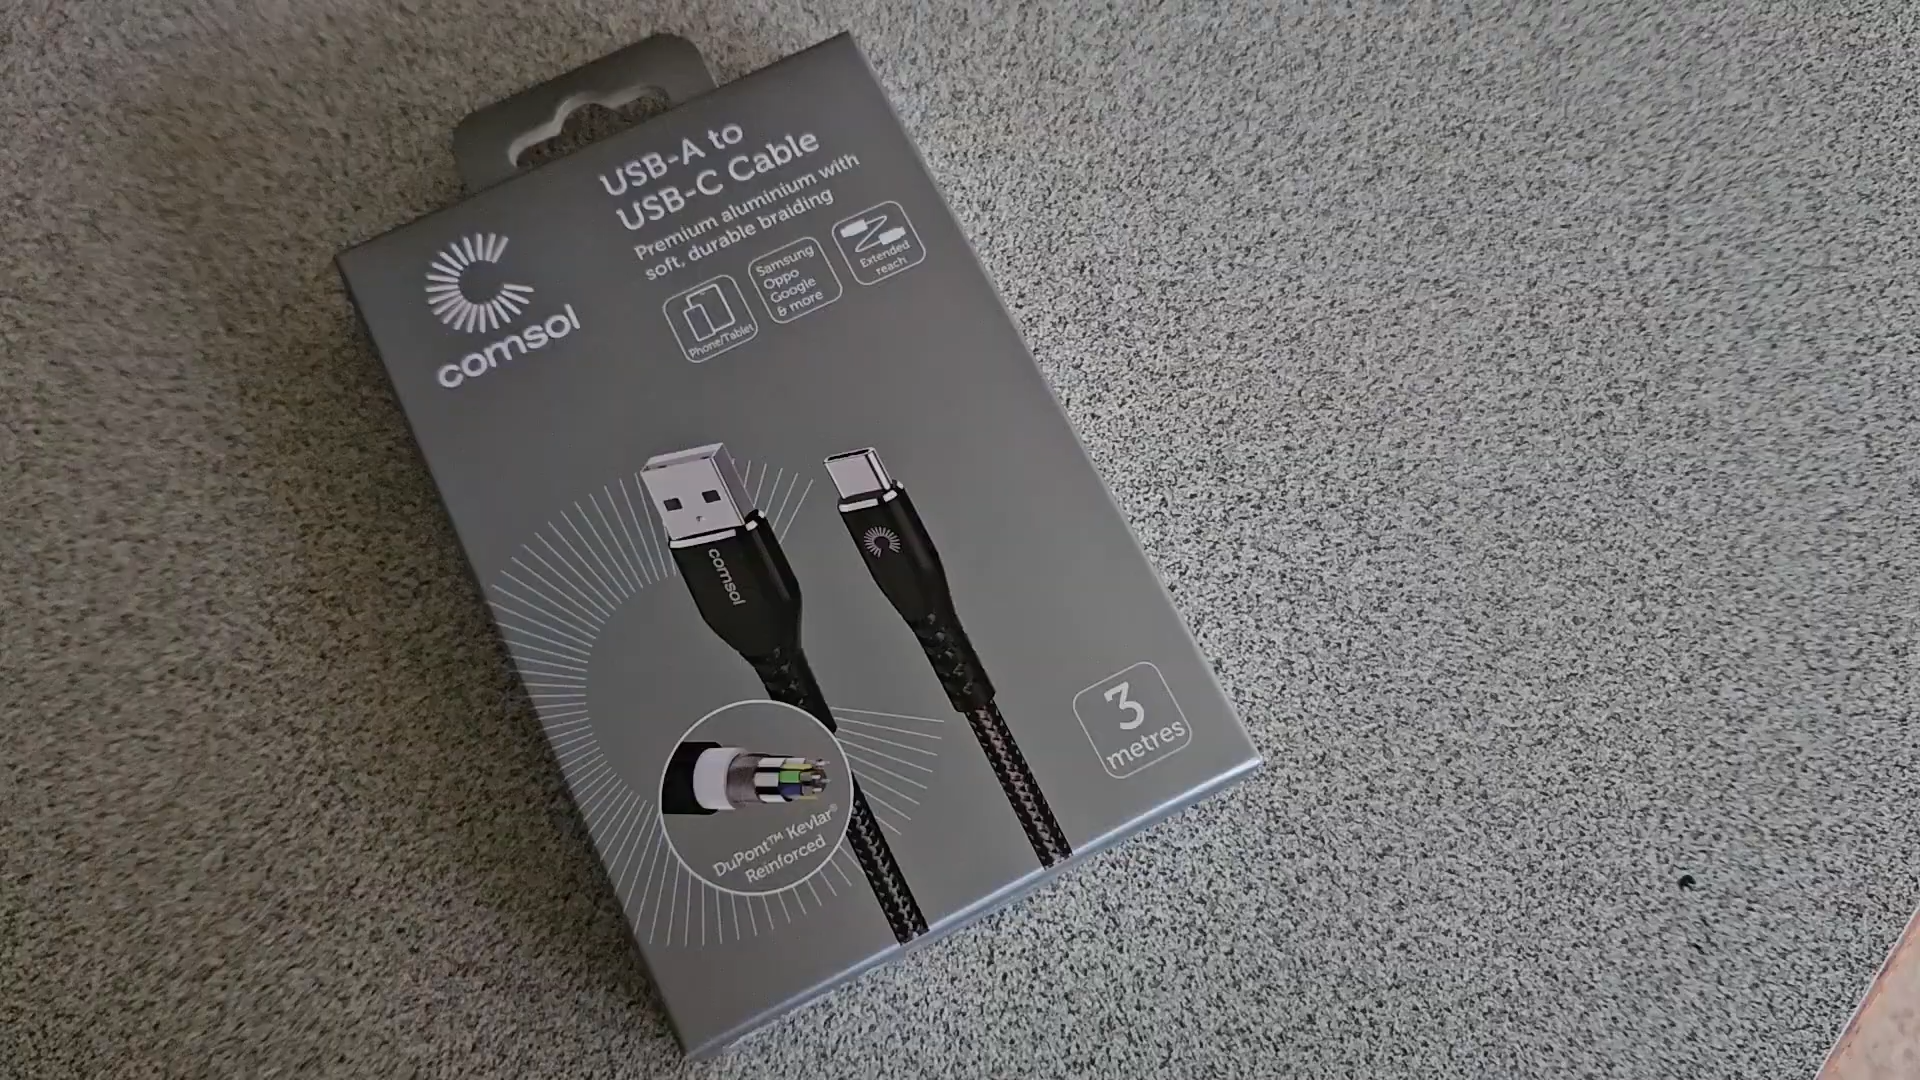 USB-A to
USB-C Cable
Premium aluminium with
soft, durable braiding
Phone/Tablet
Samsung
Oppo
Google
& more
Extended
reach
comsol
comsol
DuPont™ Kevlar®
Reinforced
3
metres